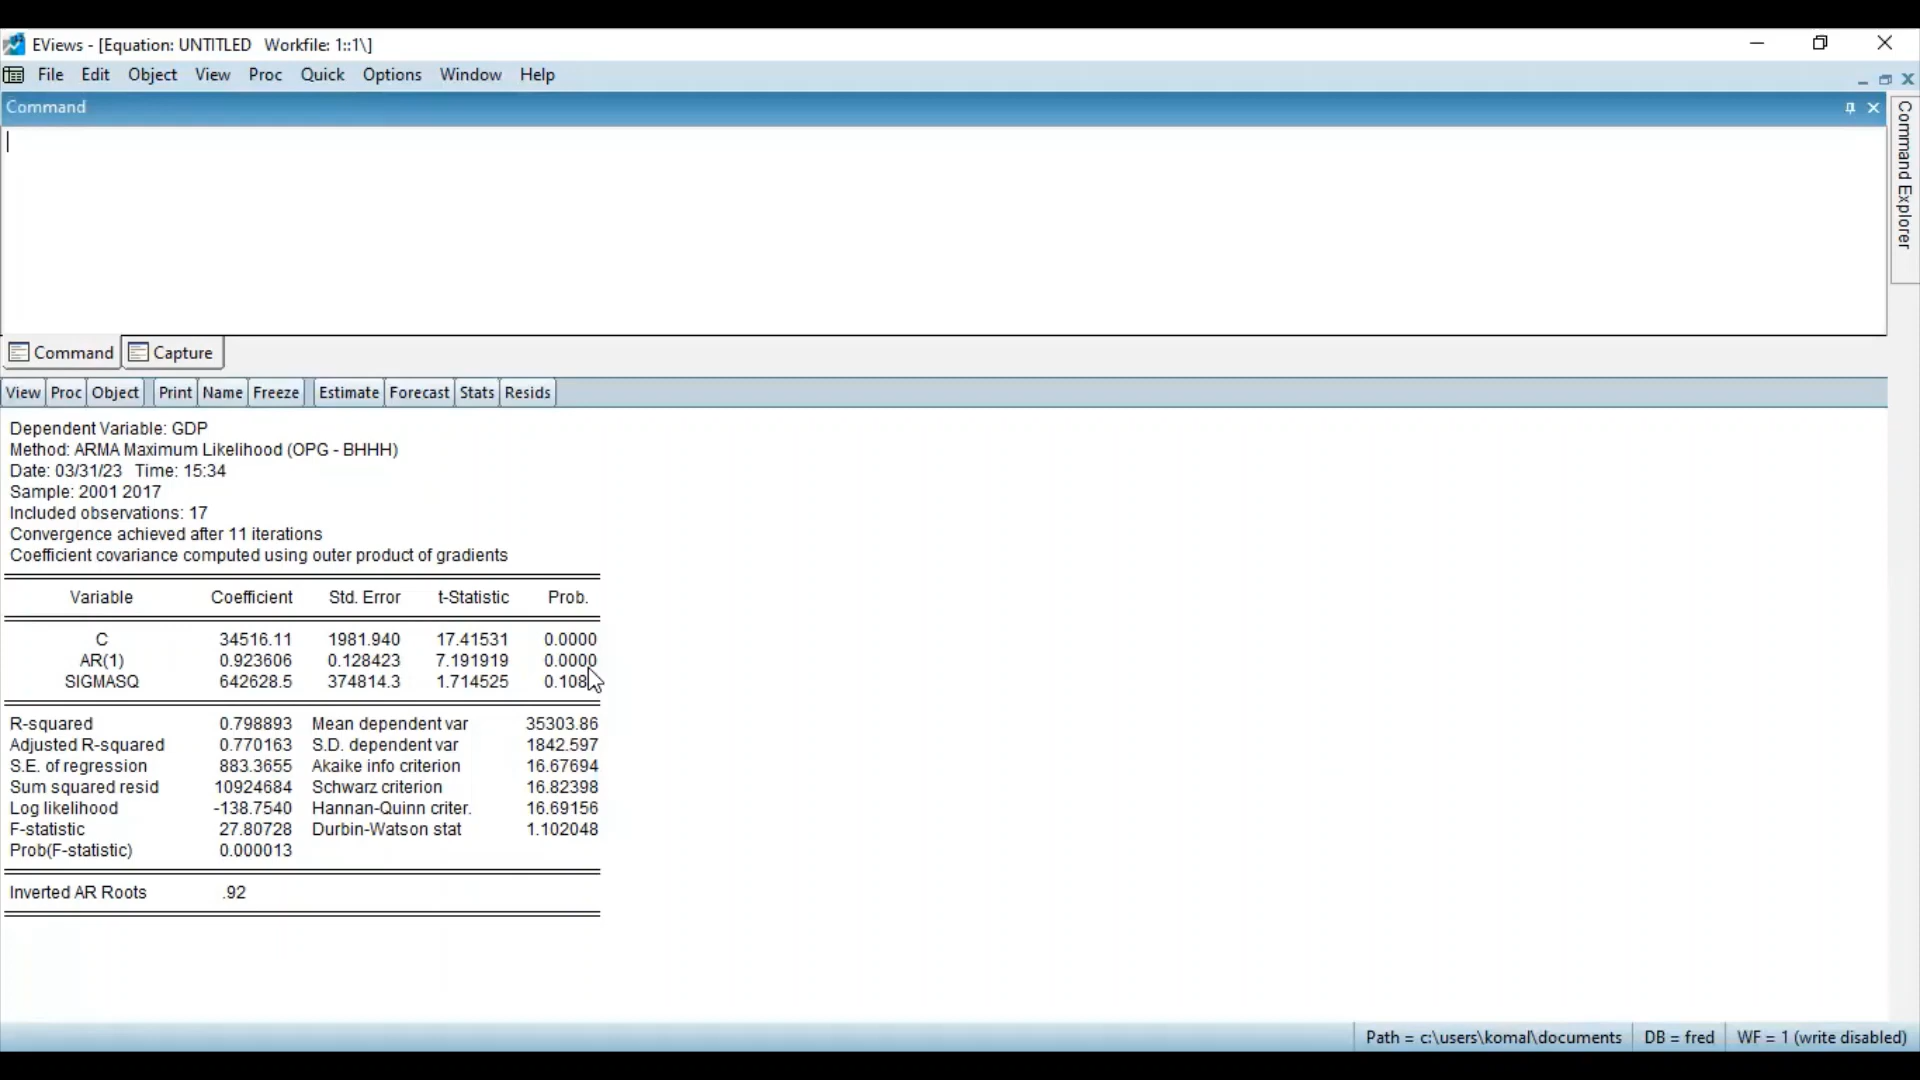 EViews - [Equation: UNTITLED Workfile: 1::1\]
File Edit Object View Proc Quick Options Window Help
Command
Command Explorer
Command Capture
View Proc Object Print Name Freeze Estimate Forecast Stats Resids
Dependent Variable: GDP
Method: ARMA Maximum Likelihood (OPG - BHHH)
Date: 03/31/23 Time: 15:34
Sample: 2001 2017
Included observations: 17
Convergence achieved after 11 iterations
Coefficient covariance computed using outer product of gradients
Variable Coefficient Std. Error t-Statistic Prob.
C 34516.11 1981.940 17.41531 0.0000
AR(1) 0.923606 0.128423 7.191919 0.0000
SIGMASQ 642628.5 374814.3 1.714525
R-squared 0.798893 Mean dependent var 35303.86
Adjusted R-squared 0.770163 S.D. dependent var 1842.597
S.E. of regression 883.3655 Akaike info criterion 16.67694
Sum squared resid 10924684 Schwarz criterion 16.82398
Log likelihood -138.7540 Hannan-Quinn criter. 16.69156
F-statistic 27.80728 Durbin-Watson stat 1.102048
Prob(F-statistic) 0.000013
Inverted AR Roots .92
Path = c:\users\komal\documents DB = fred WF = 1 (write disabled)